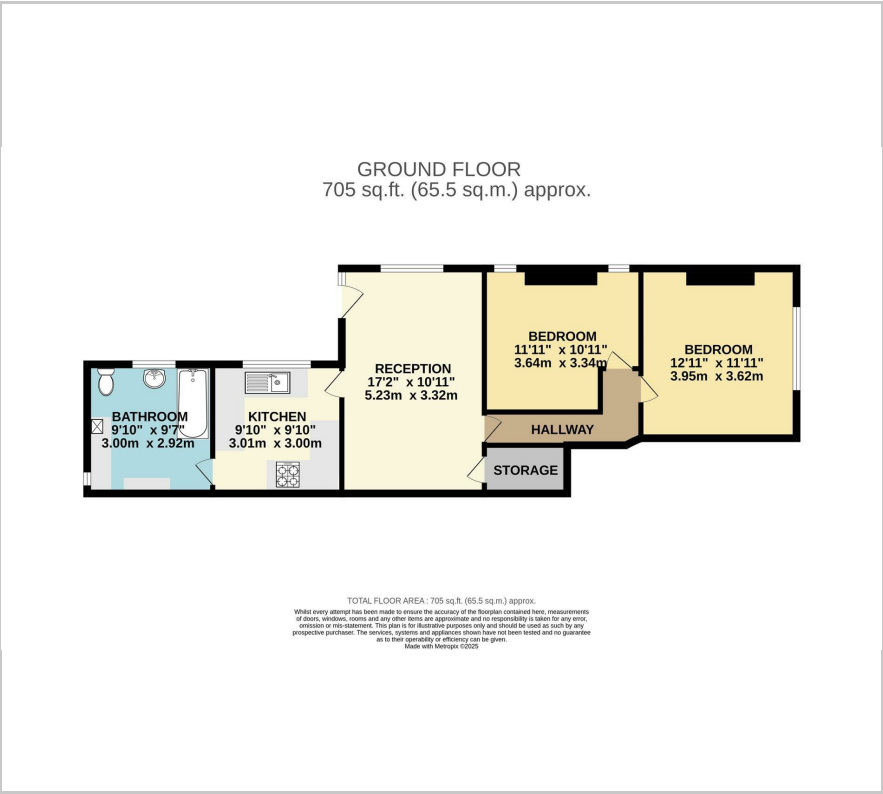 GROUND FLOOR
705 sq.ft. (65.5 sq.m.) approx.
BEDROOM
11'11" x 10'11"
3.64m x 3.34m
BEDROOM
12'11" x 11'11"
3.95m x 3.62m
RECEPTION
17'2" x 10'11"
5.23m x 3.32m
BATHROOM
9'10" x 9'7"
3.00m x 2.92m
KITCHEN
9'10" x 9'10"
3.01m x 3.00m
HALLWAY
STORAGE
TOTAL FLOOR AREA : 705 sq.ft. (65.5 sq.m.) approx.
Whilst every attempt has been made to ensure the accuracy of the floorplan contained here, measurements
of doors, windows, rooms and any other items are approximate and no responsibility is taken for any error,
omission or mis-statement. This plan is for illustrative purposes only and should be used as such by any
prospective purchaser. The services, systems and appliances shown have not been tested and no guarantee
as to their operability or efficiency can be given.
Made with Metropix ©2025